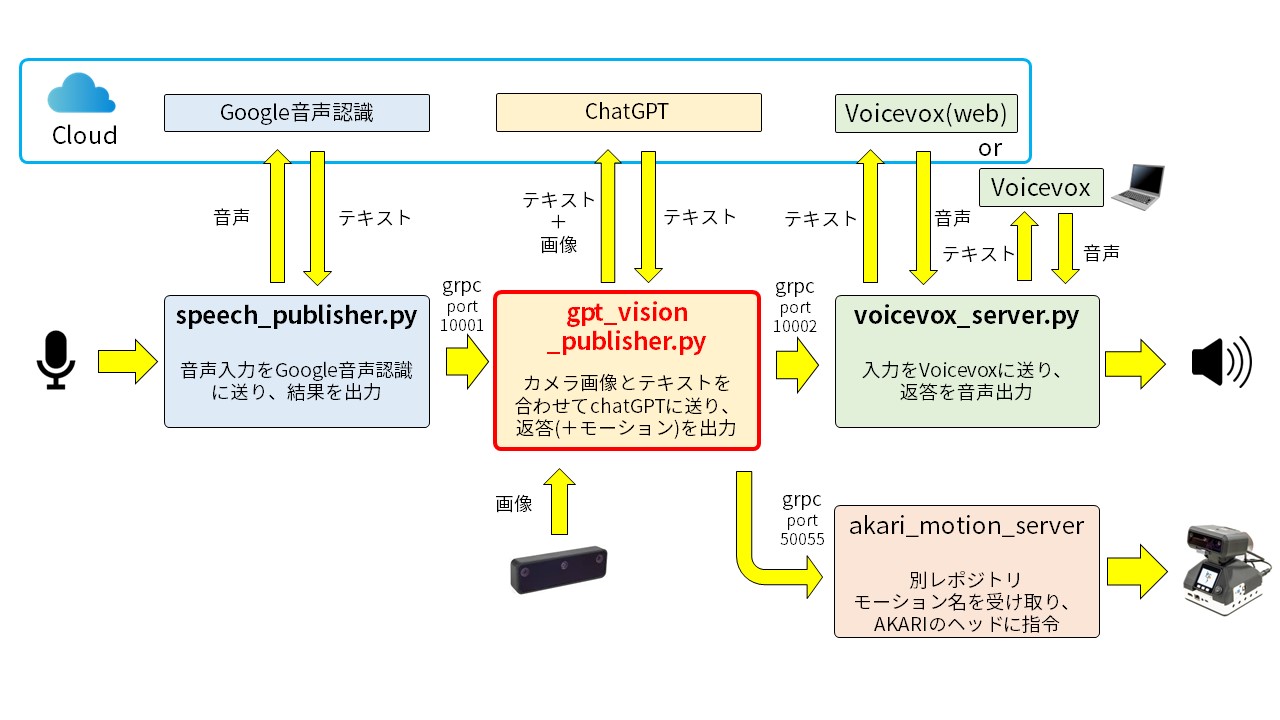 Cloud
Google音声認識
ChatGPT
Voicevox(web)
or
Voicevox
音声
テキスト
テキスト
＋
画像
テキスト
テキスト
音声
テキスト
音声
speech_publisher.py
音声入力をGoogle音声認識
に送り、結果を出力
grpc
port
10001
gpt_vision
_publisher.py
カメラ画像とテキストを
合わせてchatGPTに送り、
返答(＋モーション)を出力
grpc
port
10002
voicevox_server.py
入力をVoicevoxに送り、
返答を音声出力
画像
grpc
port
50055
akari_motion_server
別レポジトリ
モーション名を受け取り、
AKARIのヘッドに指令